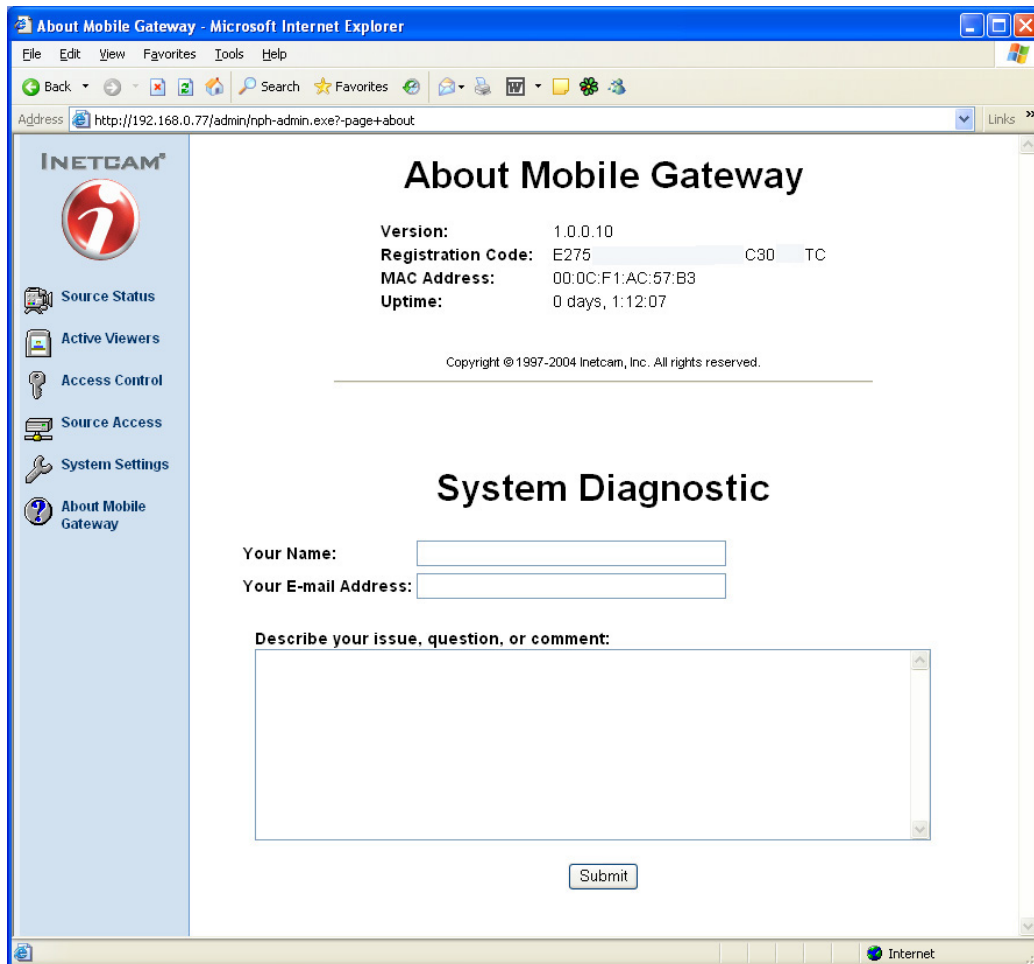 About Mobile Gateway - Microsoft Internet Explorer
File Edit View Favorites Tools Help
Back Search Favorites
Address http://192.168.0.77/admin/nph-admin.exe?-page+about Links »
INETCAM®
Source Status
Active Viewers
Access Control
Source Access
System Settings
About Mobile
Gateway
About Mobile Gateway
Version: 1.0.0.10
Registration Code: E275 C30 TC
MAC Address: 00:0C:F1:AC:57:B3
Uptime: 0 days, 1:12:07
Copyright © 1997-2004 Inetcam, Inc. All rights reserved.
System Diagnostic
Your Name:
Your E-mail Address:
Describe your issue, question, or comment:
Submit
Internet